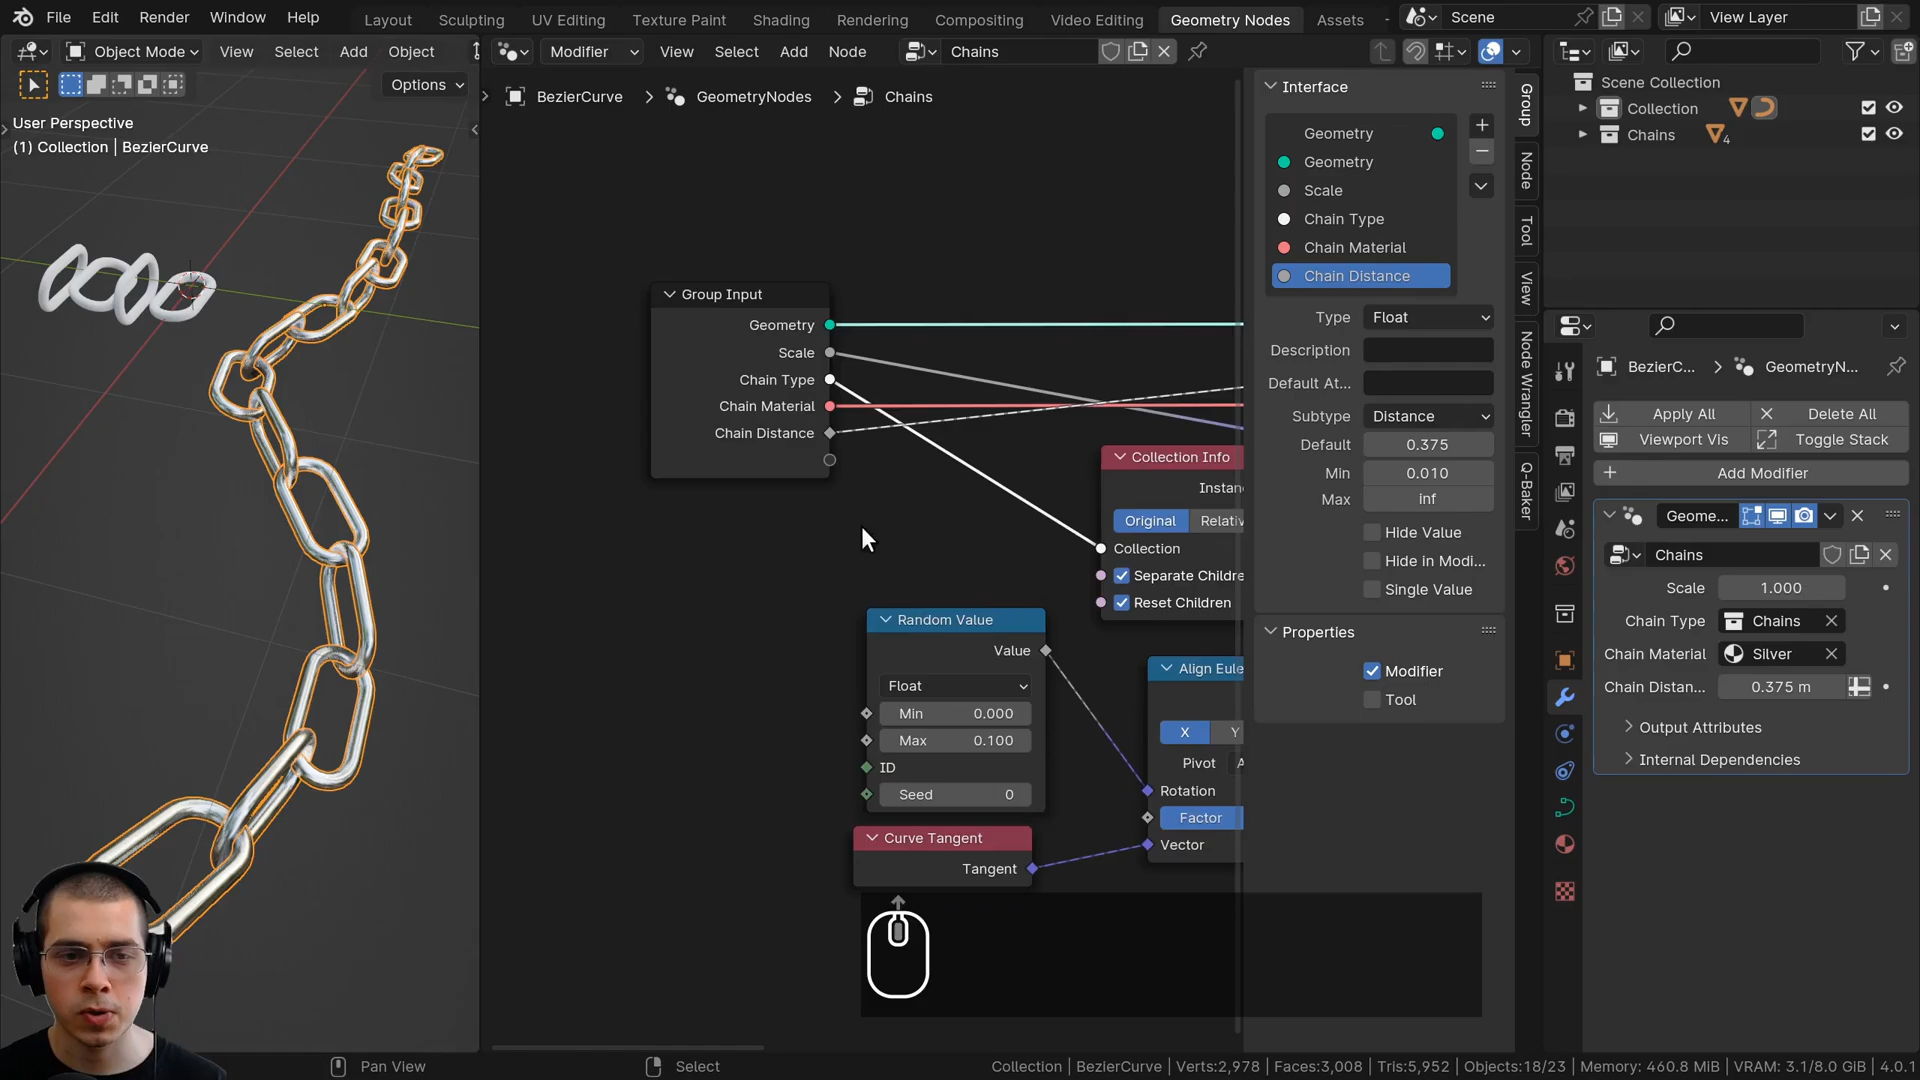 File Edit Render Window Help
Layout Sculpting UV Editing Texture Paint Shading Rendering Compositing Video Editing Geometry Nodes Assets
Scene View Layer
Object Mode View Select Add Object
Modifier View Select Add Node Chains
Options
User Perspective
(1) Collection | BezierCurve
BezierCurve > GeometryNodes > Chains
Group Input
Geometry
Scale
Chain Type
Chain Material
Chain Distance
Collection Info
Instanc
Original Relativ
Collection
Separate Childre
Reset Children
Random Value
Value
Float
Min 0.000
Max 0.100
ID
Seed 0
Curve Tangent
Tangent
Align Eule
X Y
Pivot A
Rotation
Factor
Vector
Interface
Geometry
Geometry
Scale
Chain Type
Chain Material
Chain Distance
Type Float
Description
Default At...
Subtype Distance
Default 0.375
Min 0.010
Max inf
Hide Value
Hide in Modi...
Single Value
Properties
Modifier
Tool
Group
Node
Tool
View
Node Wrangler
Q-Baker
Scene Collection
Collection
Chains 4
BezierC... > GeometryN...
Apply All Delete All
Viewport Vis Toggle Stack
Add Modifier
Geome...
Chains
Scale 1.000
Chain Type Chains
Chain Material Silver
Chain Distan... 0.375 m
Output Attributes
Internal Dependencies
Pan View Select
Collection | BezierCurve | Verts:2,978 | Faces:3,008 | Tris:5,952 | Objects:18/23 | Memory: 460.8 MiB | VRAM: 3.1/8.0 GiB | 4.0.1